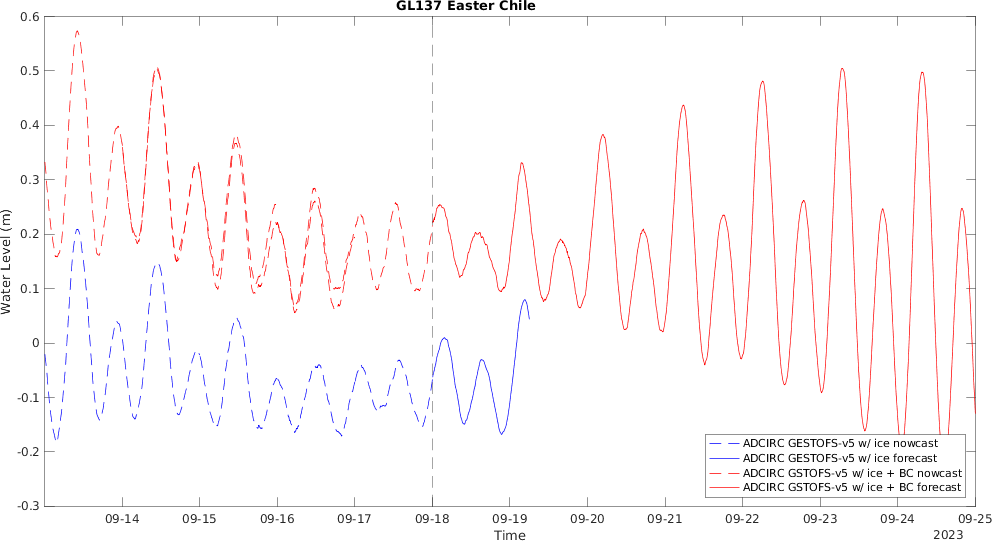 GL137 Easter Chile
0.6
0.5
0.4
0.3
0.2
0.1
0
-0.1
-0.2
-0.3
Water Level (m)
ADCIRC GESTOFS-v5 w/ ice nowcast
ADCIRC GESTOFS-v5 w/ ice forecast
ADCIRC GSTOFS-v5 w/ ice + BC nowcast
ADCIRC GSTOFS-v5 w/ ice + BC forecast
09-14 09-15 09-16 09-17 09-18 09-19 09-20 09-21 09-22 09-23 09-24 09-25
Time
2023